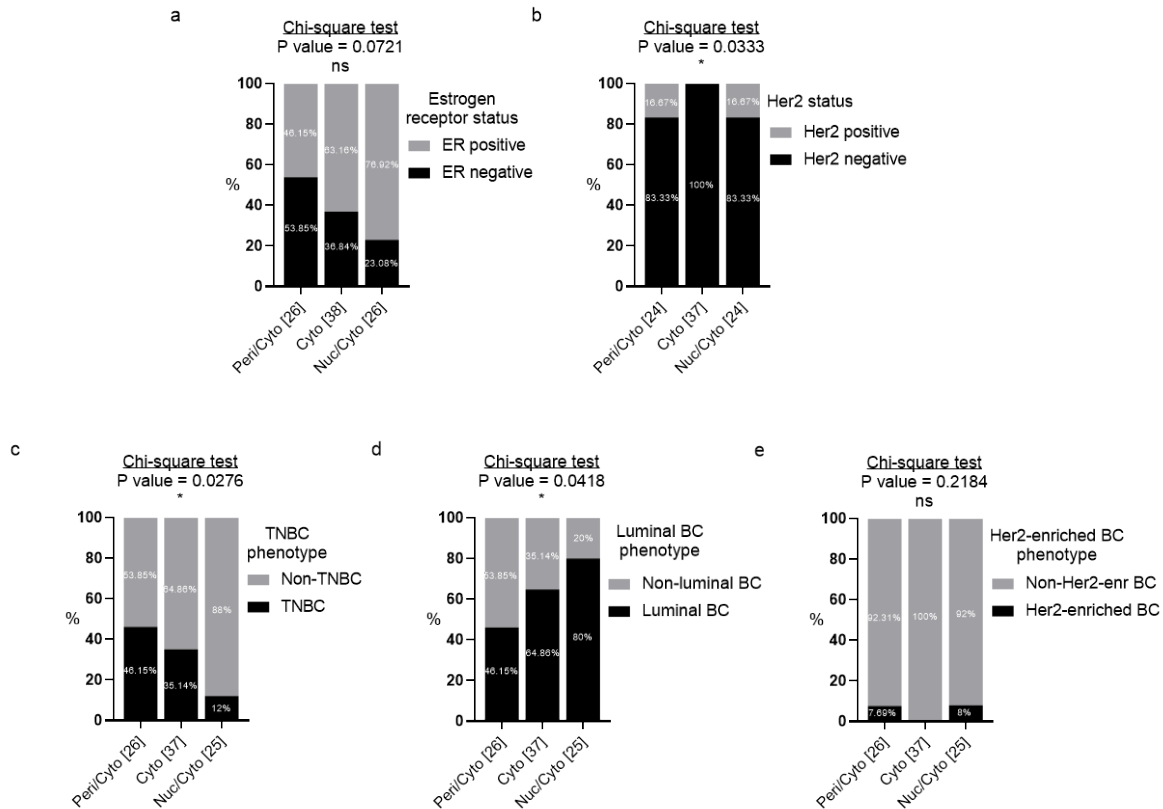 a
Chi-square test
P value = 0.0721
ns
100
80
60
40
20
0
%
46.15%
53.85%
63.16%
36.84%
76.92%
23.08%
Peri/Cyto [26]
Cyto [38]
Nuc/Cyto [26]
Estrogen
receptor status
ER positive
ER negative
b
Chi-square test
P value = 0.0333
*
100
80
60
40
20
0
%
16.67%
83.33%
100%
16.67%
83.33%
Peri/Cyto [24]
Cyto [37]
Nuc/Cyto [24]
Her2 status
Her2 positive
Her2 negative
c
Chi-square test
P value = 0.0276
*
100
80
60
40
20
0
%
53.85%
46.15%
64.86%
35.14%
88%
12%
Peri/Cyto [26]
Cyto [37]
Nuc/Cyto [25]
TNBC
phenotype
Non-TNBC
TNBC
d
Chi-square test
P value = 0.0418
*
100
80
60
40
20
0
%
53.85%
46.15%
35.14%
64.86%
20%
80%
Peri/Cyto [26]
Cyto [37]
Nuc/Cyto [25]
Luminal BC
phenotype
Non-luminal BC
Luminal BC
e
Chi-square test
P value = 0.2184
ns
100
80
60
40
20
0
%
92.31%
7.69%
100%
92%
8%
Peri/Cyto [26]
Cyto [37]
Nuc/Cyto [25]
Her2-enriched BC
phenotype
Non-Her2-enr BC
Her2-enriched BC